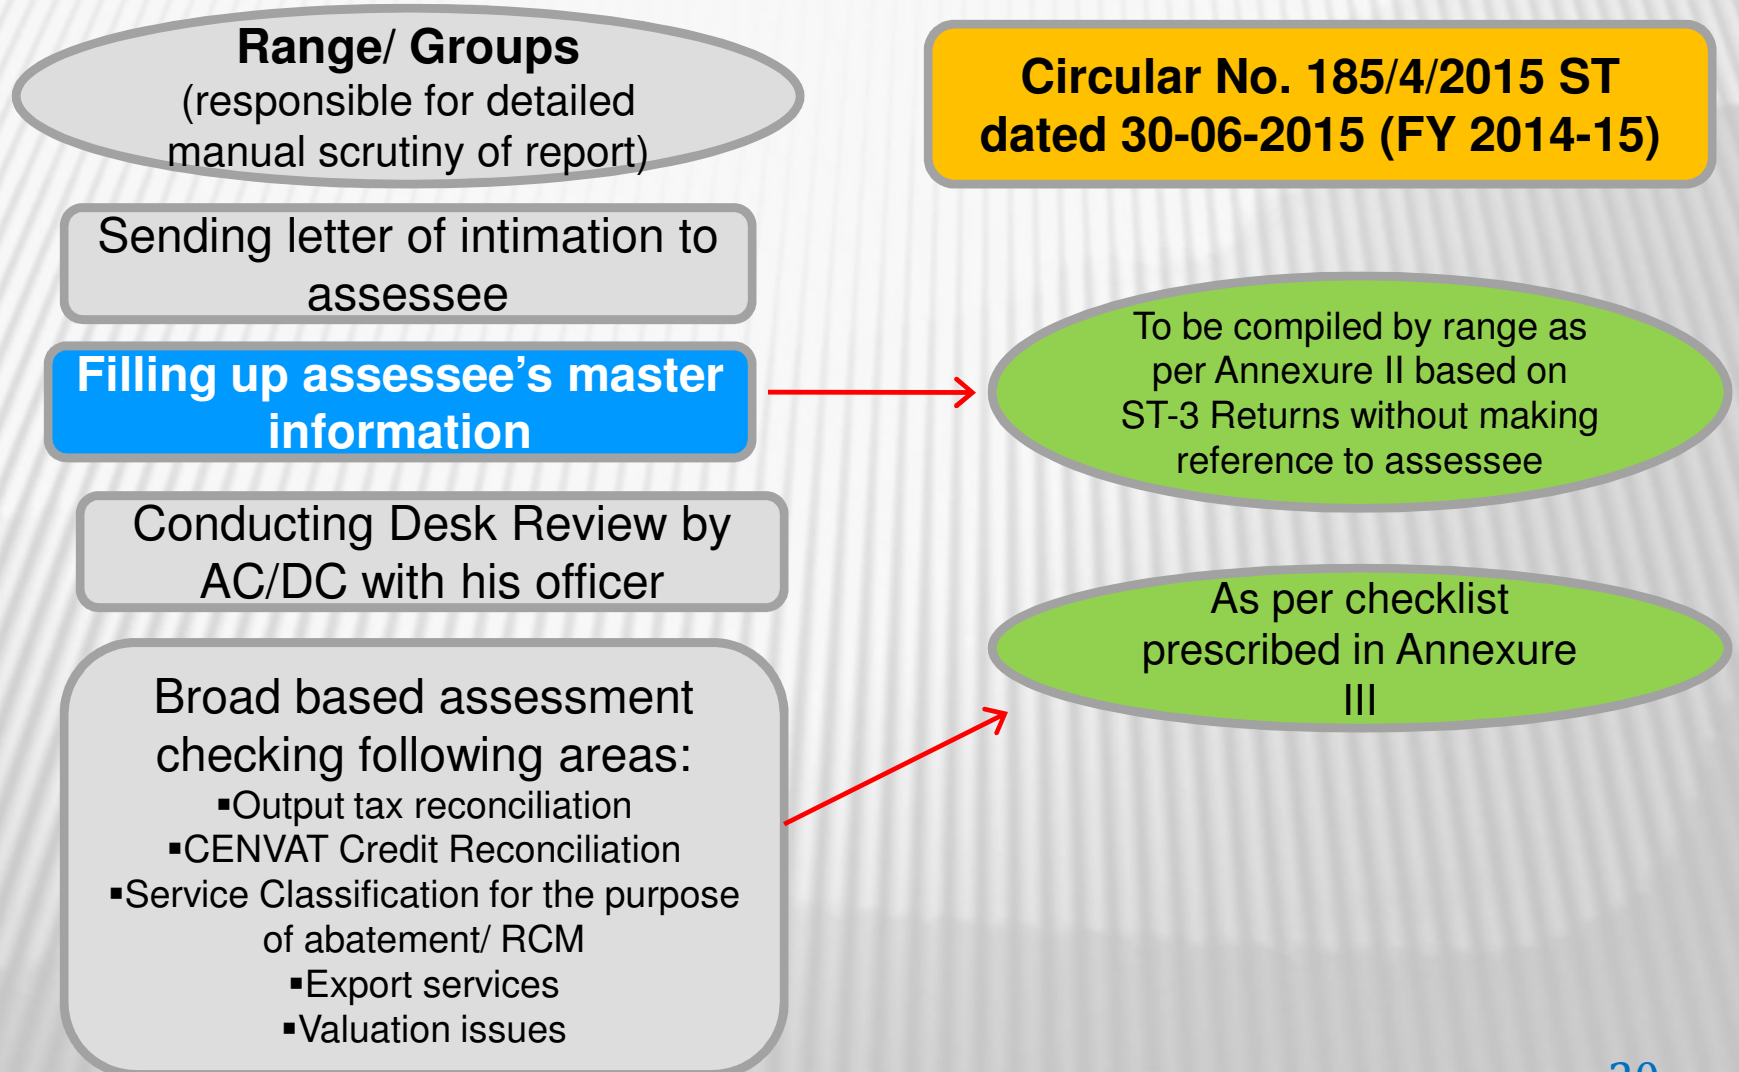 Range/ Groups
(responsible for detailed
manual scrutiny of report)
Circular No. 185/4/2015 ST
dated 30-06-2015 (FY 2014-15)
Sending letter of intimation to
assessee
Filling up assessee’s master
information
To be compiled by range as
per Annexure II based on
ST-3 Returns without making
reference to assessee
Conducting Desk Review by
AC/DC with his officer
As per checklist
prescribed in Annexure
III
Broad based assessment
checking following areas:
▪Output tax reconciliation
▪CENVAT Credit Reconciliation
▪Service Classification for the purpose
of abatement/ RCM
▪Export services
▪Valuation issues